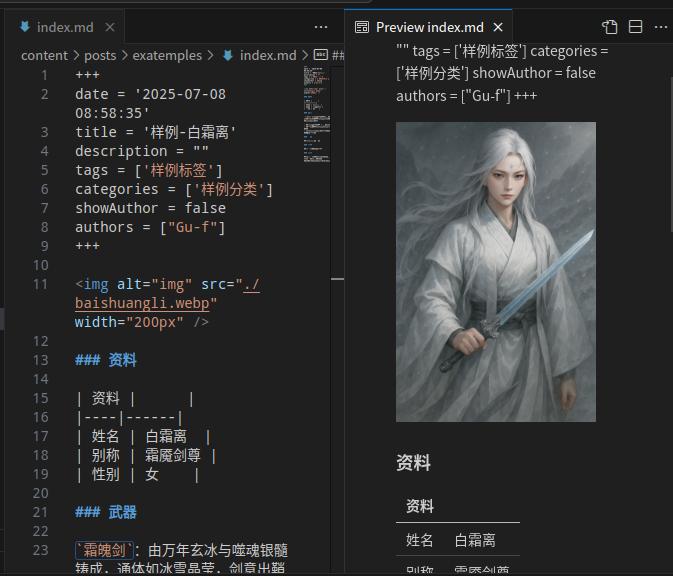 index.md
content > posts > exatemples > index.md > ##
1 +++
2 date = '2025-07-08
08:58:35'
3 title = '样例-白霜离'
4 description = ""
5 tags = ['样例标签']
6 categories = ['样例分类']
7 showAuthor = false
8 authors = ["Gu-f"]
9 +++
10
11 <img alt="img" src="./
baishuangli.webp"
width="200px" />
12
13 ### 资料
14
15 | 资料 |      |
16 |----|------|
17 | 姓名 | 白霜离  |
18 | 别称 | 霜魇剑尊 |
19 | 性别 | 女    |
20
21 ### 武器
22
23 `霜魄剑`：由万年玄冰与噬魂银髓
铸成，通体如冰雪晶莹，剑意出鞘
Preview index.md
"" tags = ['样例标签'] categories =
['样例分类'] showAuthor = false
authors = ["Gu-f"] +++
资料
资料
姓名 白霜离
别称 霜魇剑尊